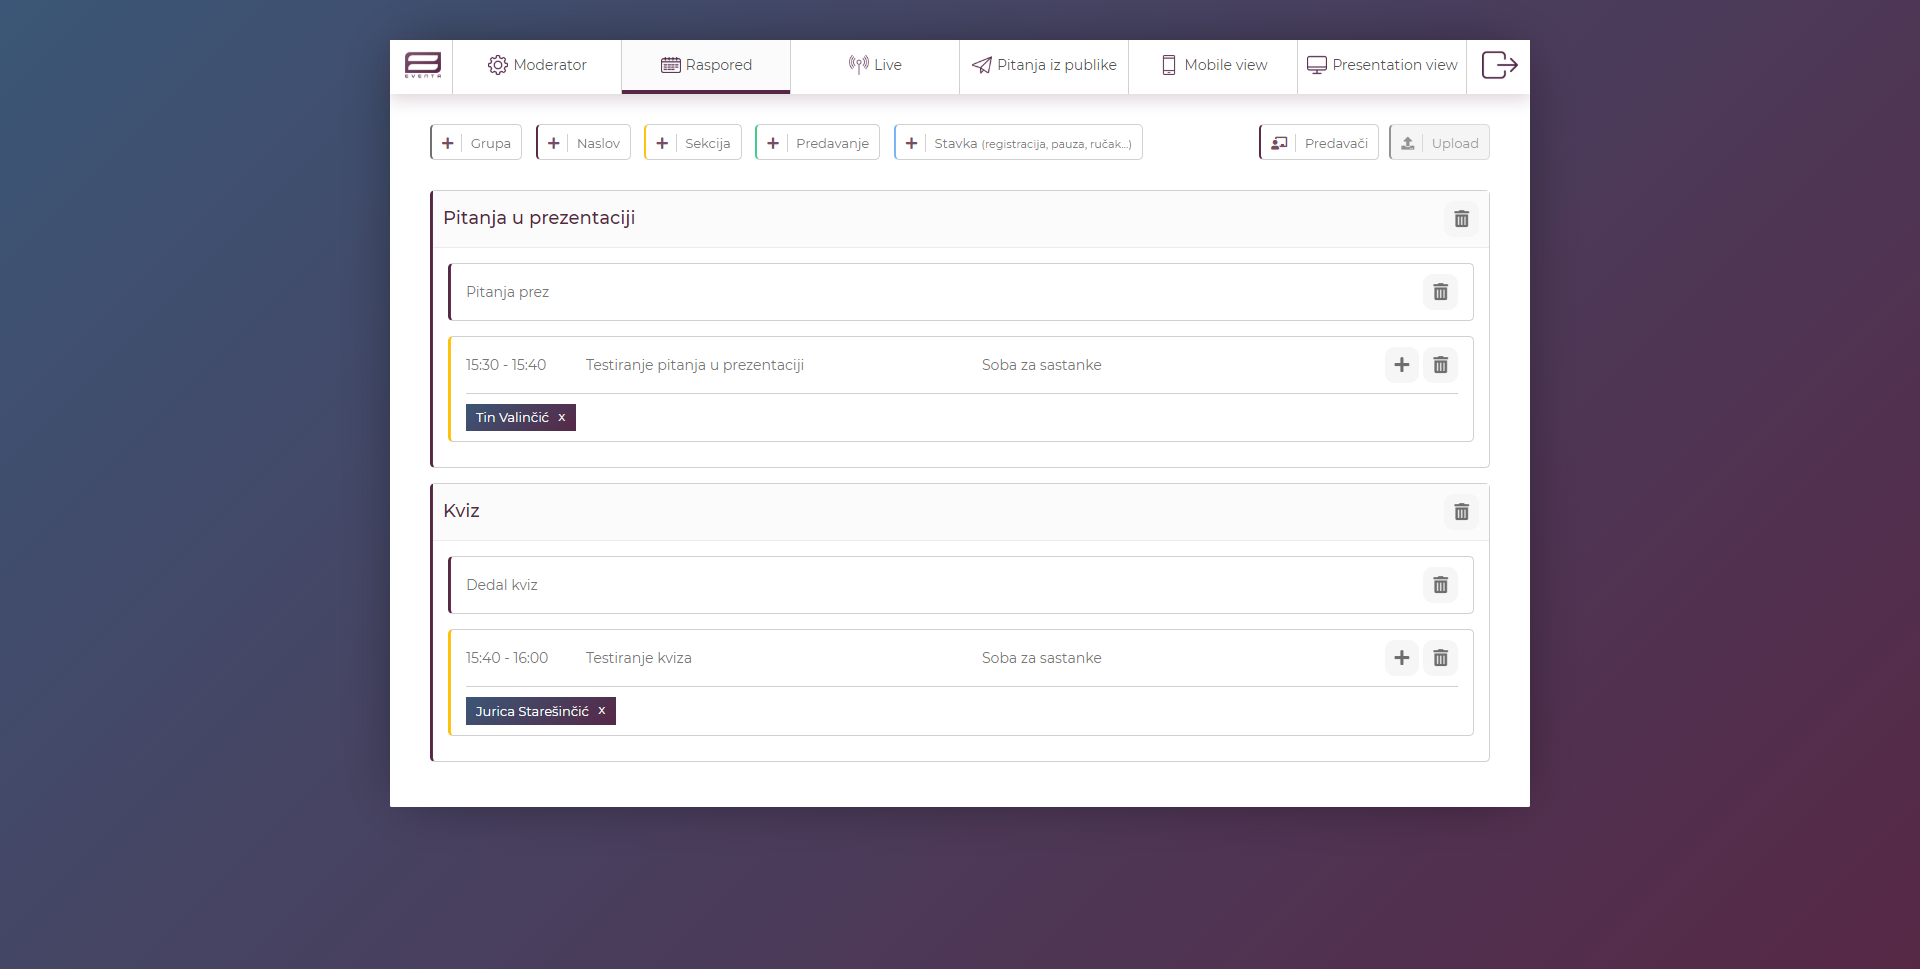 EVENTA
Moderator
Raspored
Live
Pitanja iz publike
Mobile view
Presentation view
Grupa
Naslov
Sekcija
Predavanje
Stavka (registracija, pauza, ručak...)
Predavači
Upload
Pitanja u prezentaciji
Pitanja prez
15:30 - 15:40 Testiranje pitanja u prezentaciji Soba za sastanke
Tin Valinčić x
Kviz
Dedal kviz
15:40 - 16:00 Testiranje kviza Soba za sastanke
Jurica Starešinčić x